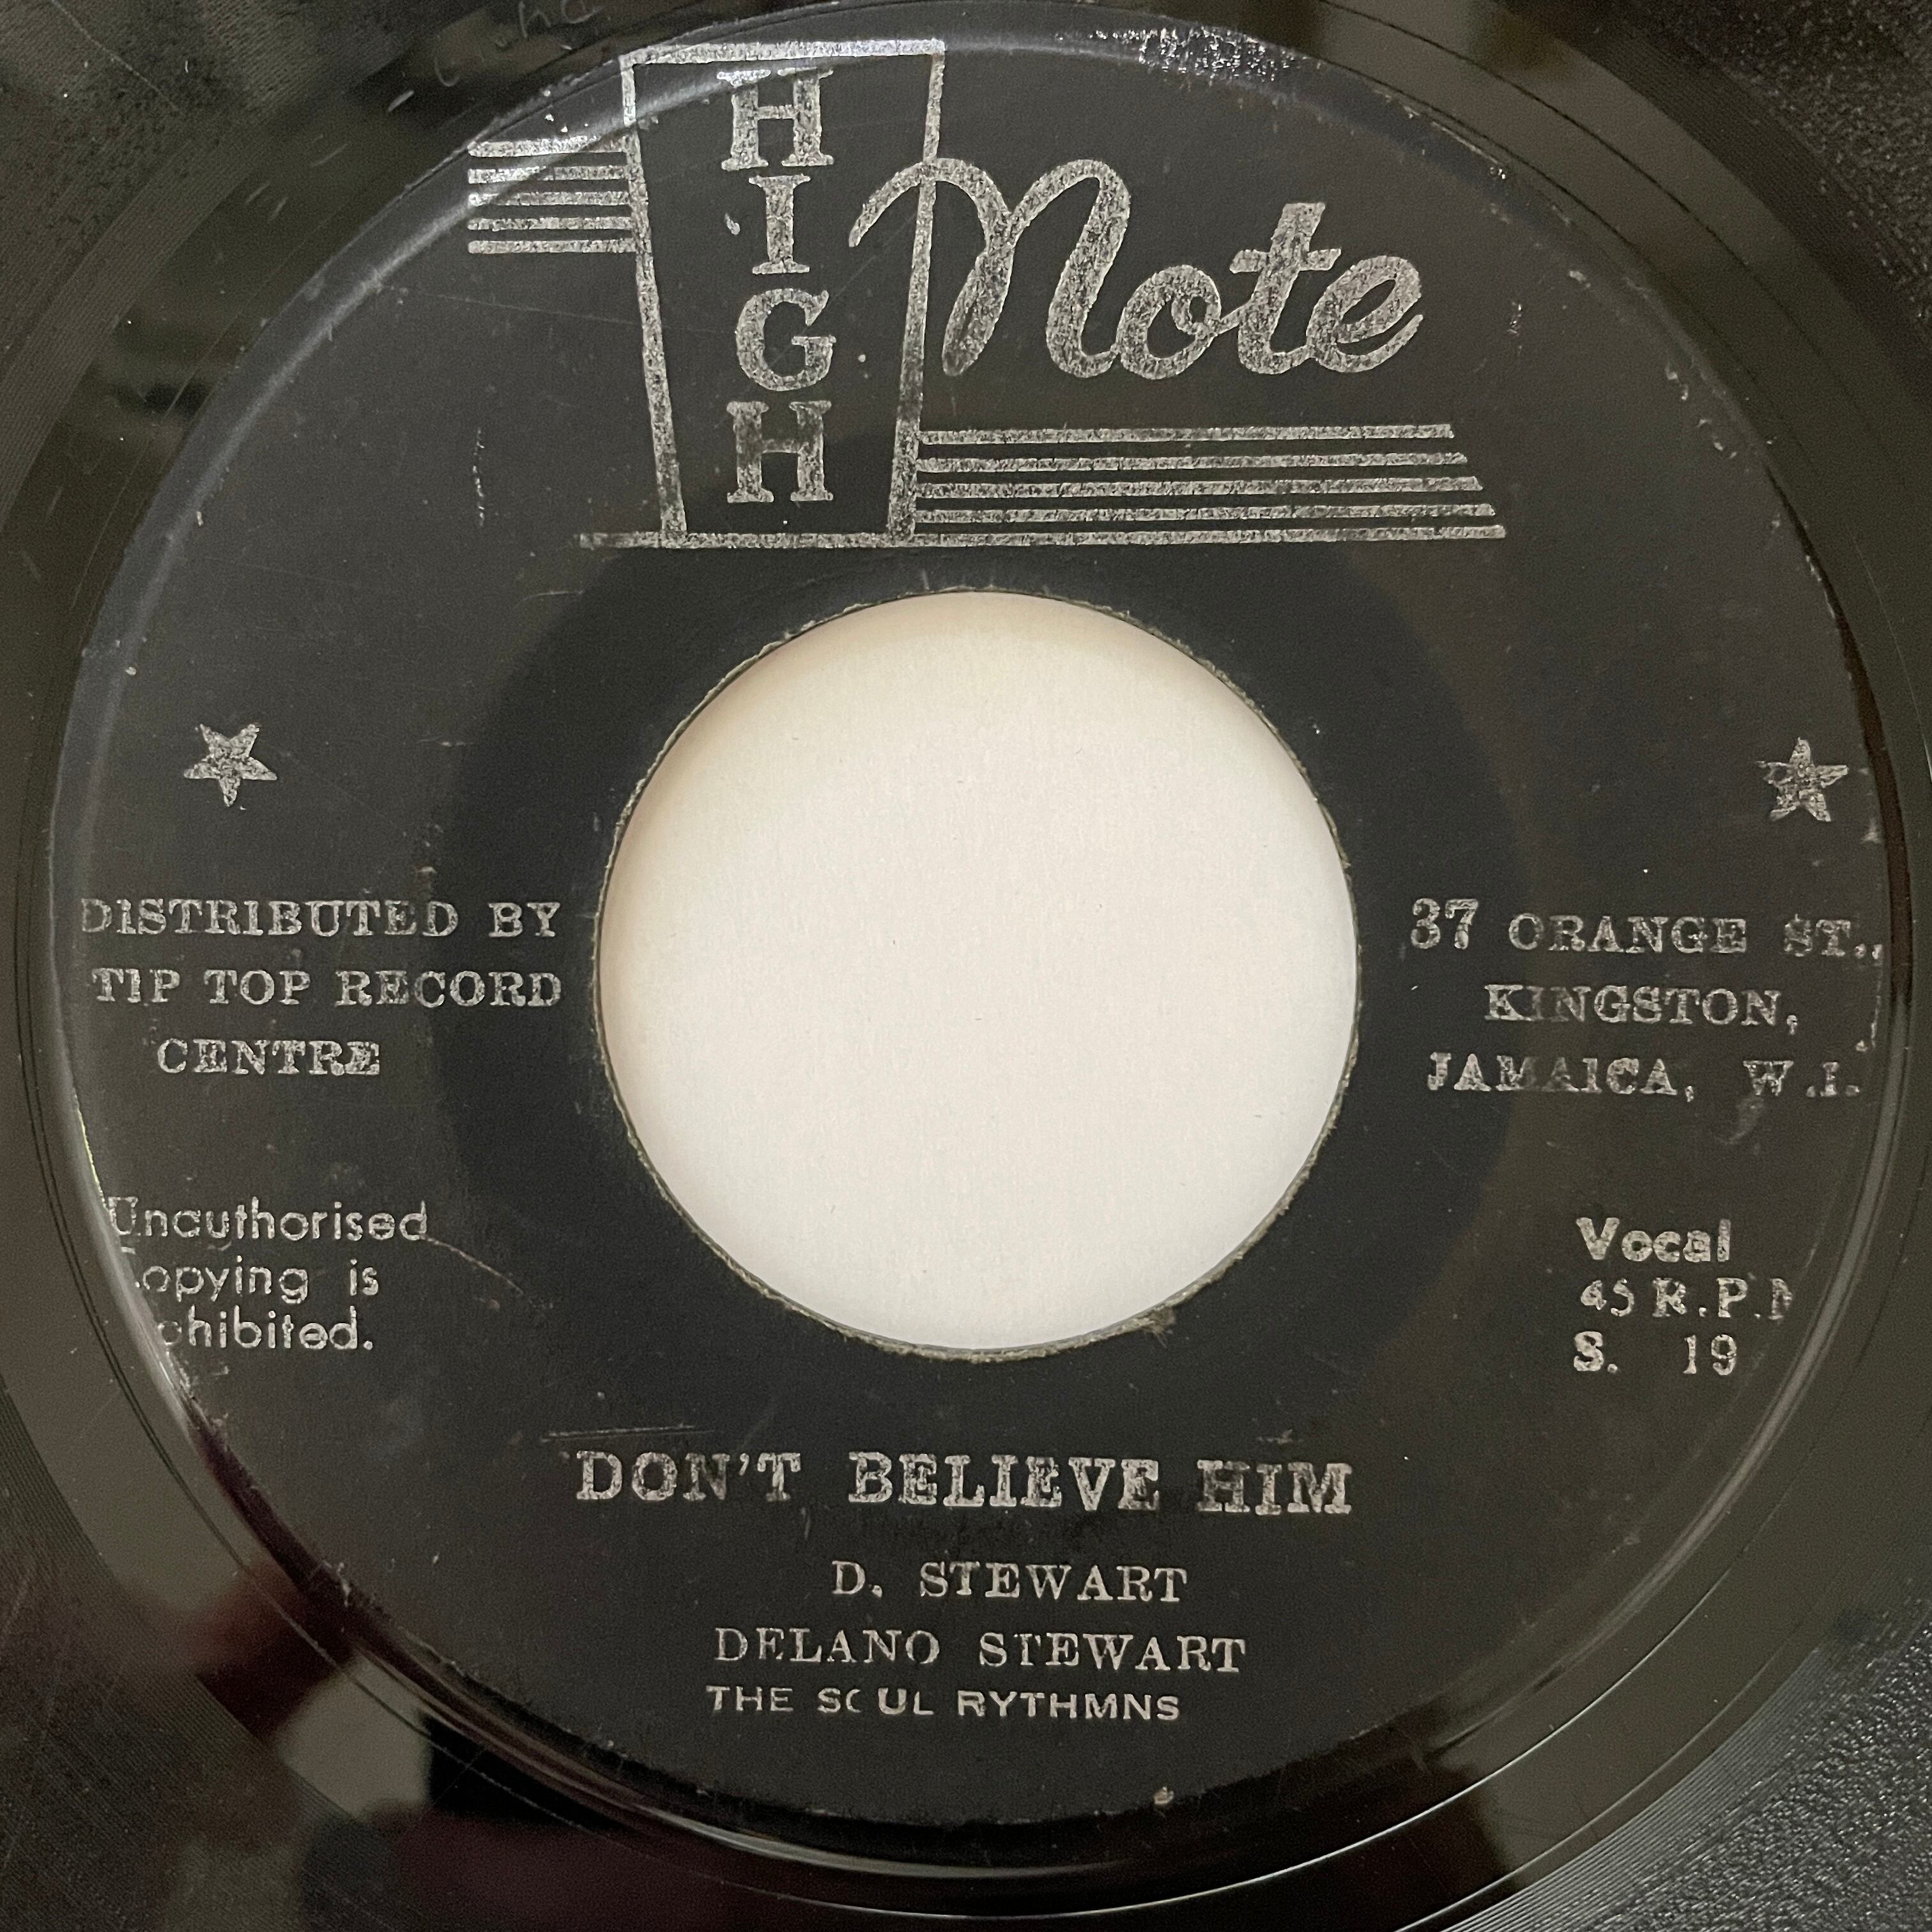 HIGH
Note
DISTRIBUTED BY
TIP TOP RECORD
CENTRE
37 ORANGE ST.,
KINGSTON,
JAMAICA, W.I.
Unauthorised
opying is
hibited.
Vocal
45 R.P.M
S. 19
DON'T BELIEVE HIM
D. STEWART
DELANO STEWART
THE SOUL RYTHMNS